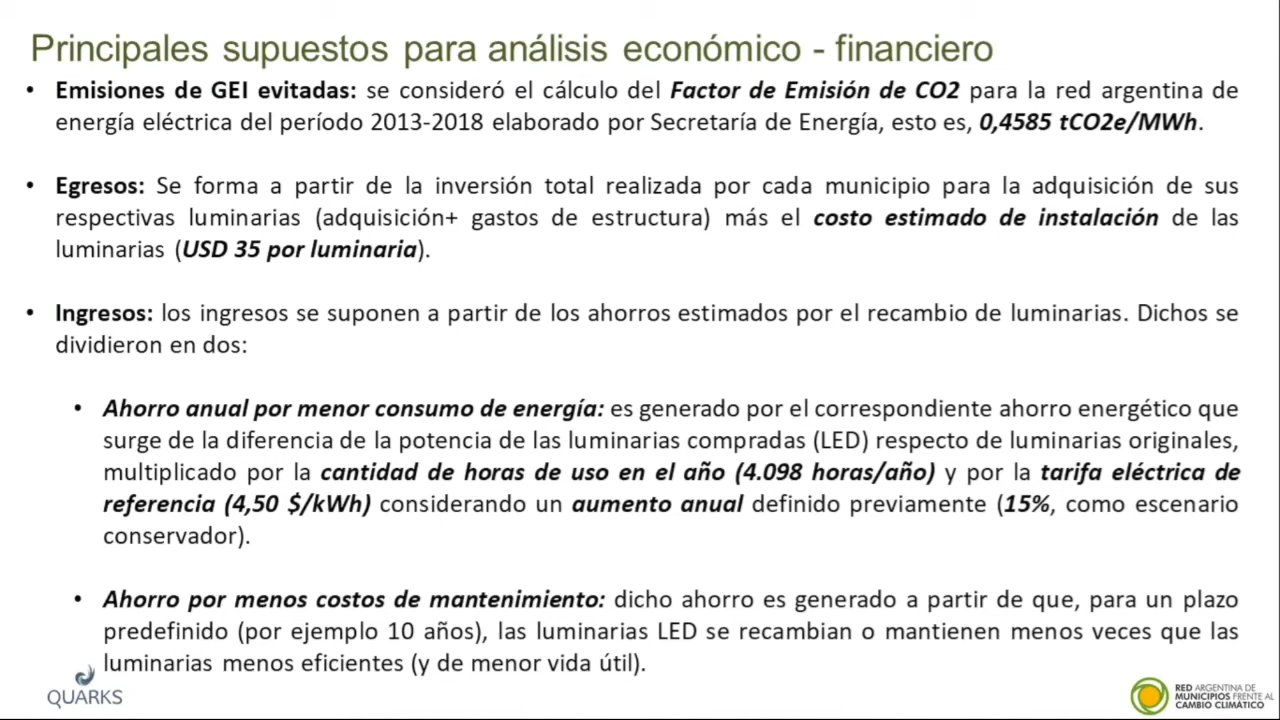 Principales supuestos para análisis económico - financiero
• Emisiones de GEI evitadas: se consideró el cálculo del Factor de Emisión de CO2 para la red argentina de
energía eléctrica del período 2013-2018 elaborado por Secretaría de Energía, esto es, 0,4585 tCO2e/MWh.
• Egresos: Se forma a partir de la inversión total realizada por cada municipio para la adquisición de sus
respectivas luminarias (adquisición+ gastos de estructura) más el costo estimado de instalación de las
luminarias (USD 35 por luminaria).
• Ingresos: los ingresos se suponen a partir de los ahorros estimados por el recambio de luminarias. Dichos se
dividieron en dos:
• Ahorro anual por menor consumo de energía: es generado por el correspondiente ahorro energético que
surge de la diferencia de la potencia de las luminarias compradas (LED) respecto de luminarias originales,
multiplicado por la cantidad de horas de uso en el año (4.098 horas/año) y por la tarifa eléctrica de
referencia (4,50 $/kWh) considerando un aumento anual definido previamente (15%, como escenario
conservador).
• Ahorro por menos costos de mantenimiento: dicho ahorro es generado a partir de que, para un plazo
predefinido (por ejemplo 10 años), las luminarias LED se recambian o mantienen menos veces que las
luminarias menos eficientes (y de menor vida útil).
QUARKS
RED ARGENTINA DE
MUNICIPIOS FRENTE AL
CAMBIO CLIMÁTICO